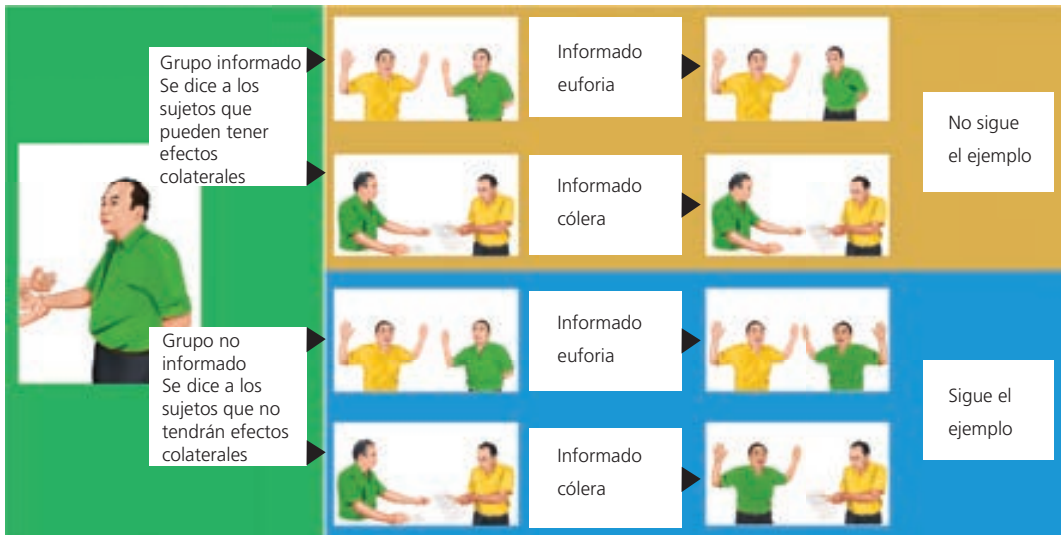 Grupo informado
Se dice a los
sujetos que
pueden tener
efectos
colaterales
Informado
euforia
Informado
cólera
No sigue
el ejemplo
Grupo no
informado
Se dice a los
sujetos que no
tendrán efectos
colaterales
Informado
euforia
Informado
cólera
Sigue el
ejemplo